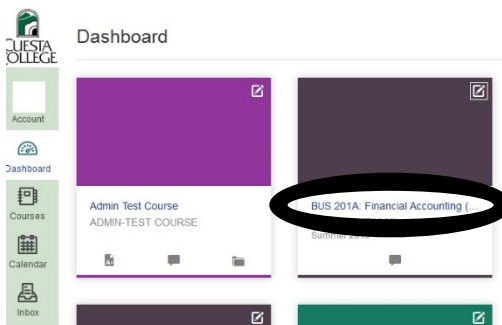 CUESTA
COLLEGE
Dashboard
Account
Dashboard
Courses
Calendar
Inbox
Admin Test Course
ADMIN-TEST COURSE
BUS 201A: Financial Accounting (...
Summer